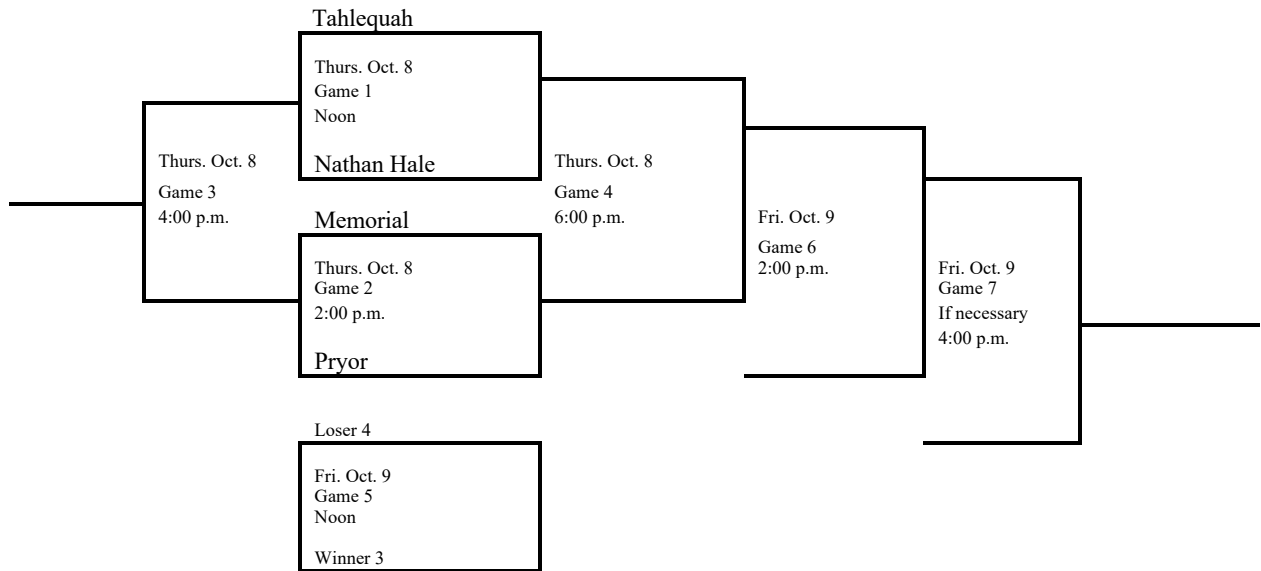 Tahlequah
Thurs. Oct. 8
Game 1
Noon
Nathan Hale
Thurs. Oct. 8
Game 3
4:00 p.m.
Thurs. Oct. 8
Game 4
6:00 p.m.
Memorial
Thurs. Oct. 8
Game 2
2:00 p.m.
Pryor
Fri. Oct. 9
Game 6
2:00 p.m.
Fri. Oct. 9
Game 7
If necessary
4:00 p.m.
Loser 4
Fri. Oct. 9
Game 5
Noon
Winner 3